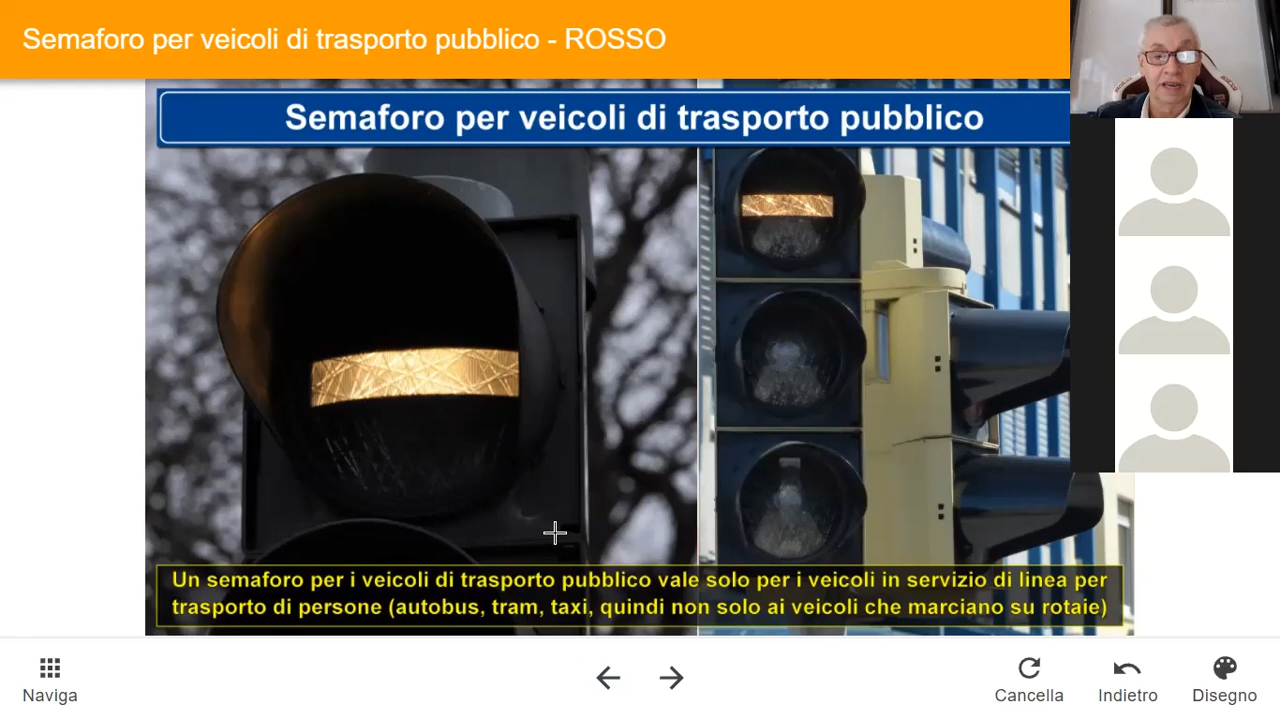 Semaforo per veicoli di trasporto pubblico - ROSSO
Semaforo per veicoli di trasporto pubblico
Un semaforo per i veicoli di trasporto pubblico vale solo per i veicoli in servizio di linea per
trasporto di persone (autobus, tram, taxi, quindi non solo ai veicoli che marciano su rotaie)
Naviga
Cancella
Indietro
Disegno